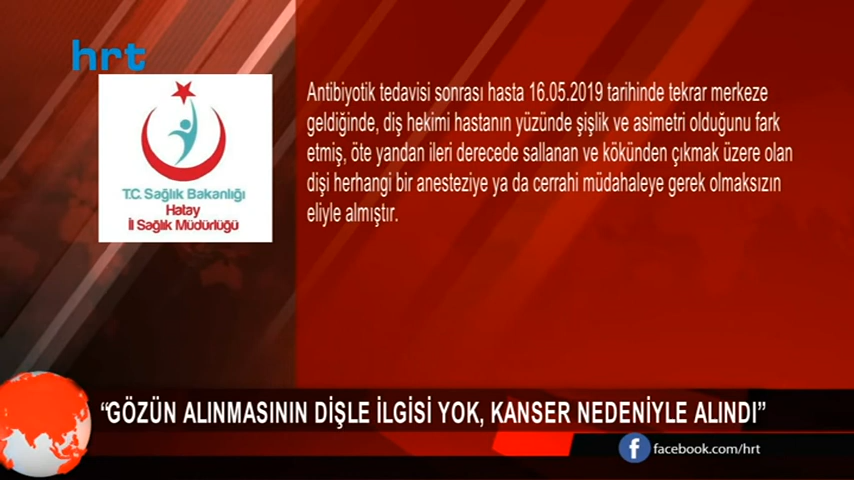 hrt
T.C. Sağlık Bakanlığı
Hatay
İl Sağlık Müdürlüğü
Antibiyotik tedavisi sonrası hasta 16.05.2019 tarihinde tekrar merkeze
geldiğinde, diş hekimi hastanın yüzünde şişlik ve asimetri olduğunu fark
etmiş, öte yandan ileri derecede sallanan ve kökünden çıkmak üzere olan
dişi herhangi bir anesteziye ya da cerrahi müdahaleye gerek olmaksızın
eliyle almıştır.
“GÖZÜN ALINMASININ DİŞLE İLGİSİ YOK, KANSER NEDENİYLE ALINDI”
facebook.com/hrt